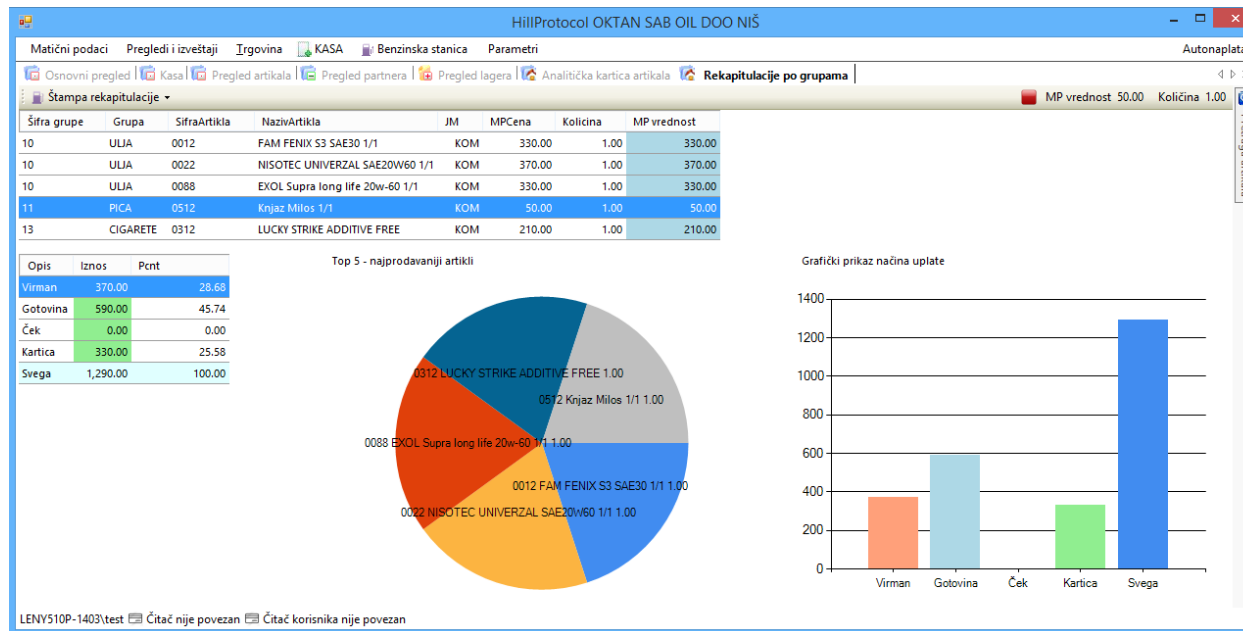 HillProtocol OKTAN SAB OIL DOO NIŠ
Matični podaci Pregledi i izveštaji Trgovina KASA Benzinska stanica Parametri Autonaplata
Osnovni pregled Kasa Pregled artikala Pregled partnera Pregled lagera Analitička kartica artikala Rekapitulacije po grupama
Štampa rekapitulacije MP vrednost 50.00 Količina 1.00
Šifra grupe Grupa SifraArtikla NazivArtikla JM MPCena Kolicina MP vrednost
10 ULJA 0012 FAM FENIX S3 SAE30 1/1 KOM 330.00 1.00 330.00
10 ULJA 0022 NISOTEC UNIVERZAL SAE20W60 1/1 KOM 370.00 1.00 370.00
10 ULJA 0088 EXOL Supra long life 20w-60 1/1 KOM 330.00 1.00 330.00
11 PICA 0512 Knjaz Milos 1/1 KOM 50.00 1.00 50.00
13 CIGARETE 0312 LUCKY STRIKE ADDITIVE FREE KOM 210.00 1.00 210.00
Opis Iznos Pcnt
Virman 370.00 28.68
Gotovina 590.00 45.74
Ček 0.00 0.00
Kartica 330.00 25.58
Svega 1,290.00 100.00
Top 5 - najprodavaniji artikli
0312 LUCKY STRIKE ADDITIVE FREE 1.00
0512 Knjaz Milos 1/1 1.00
0088 EXOL Supra long life 20w-60 1/1 1.00
0012 FAM FENIX S3 SAE30 1/1 1.00
0022 NISOTEC UNIVERZAL SAE20W60 1/1 1.00
Grafički prikaz načina uplate
1400
1200
1000
800
600
400
200
0
Virman Gotovina Ček Kartica Svega
LENY510P-1403\test Čitač nije povezan Čitač korisnika nije povezan